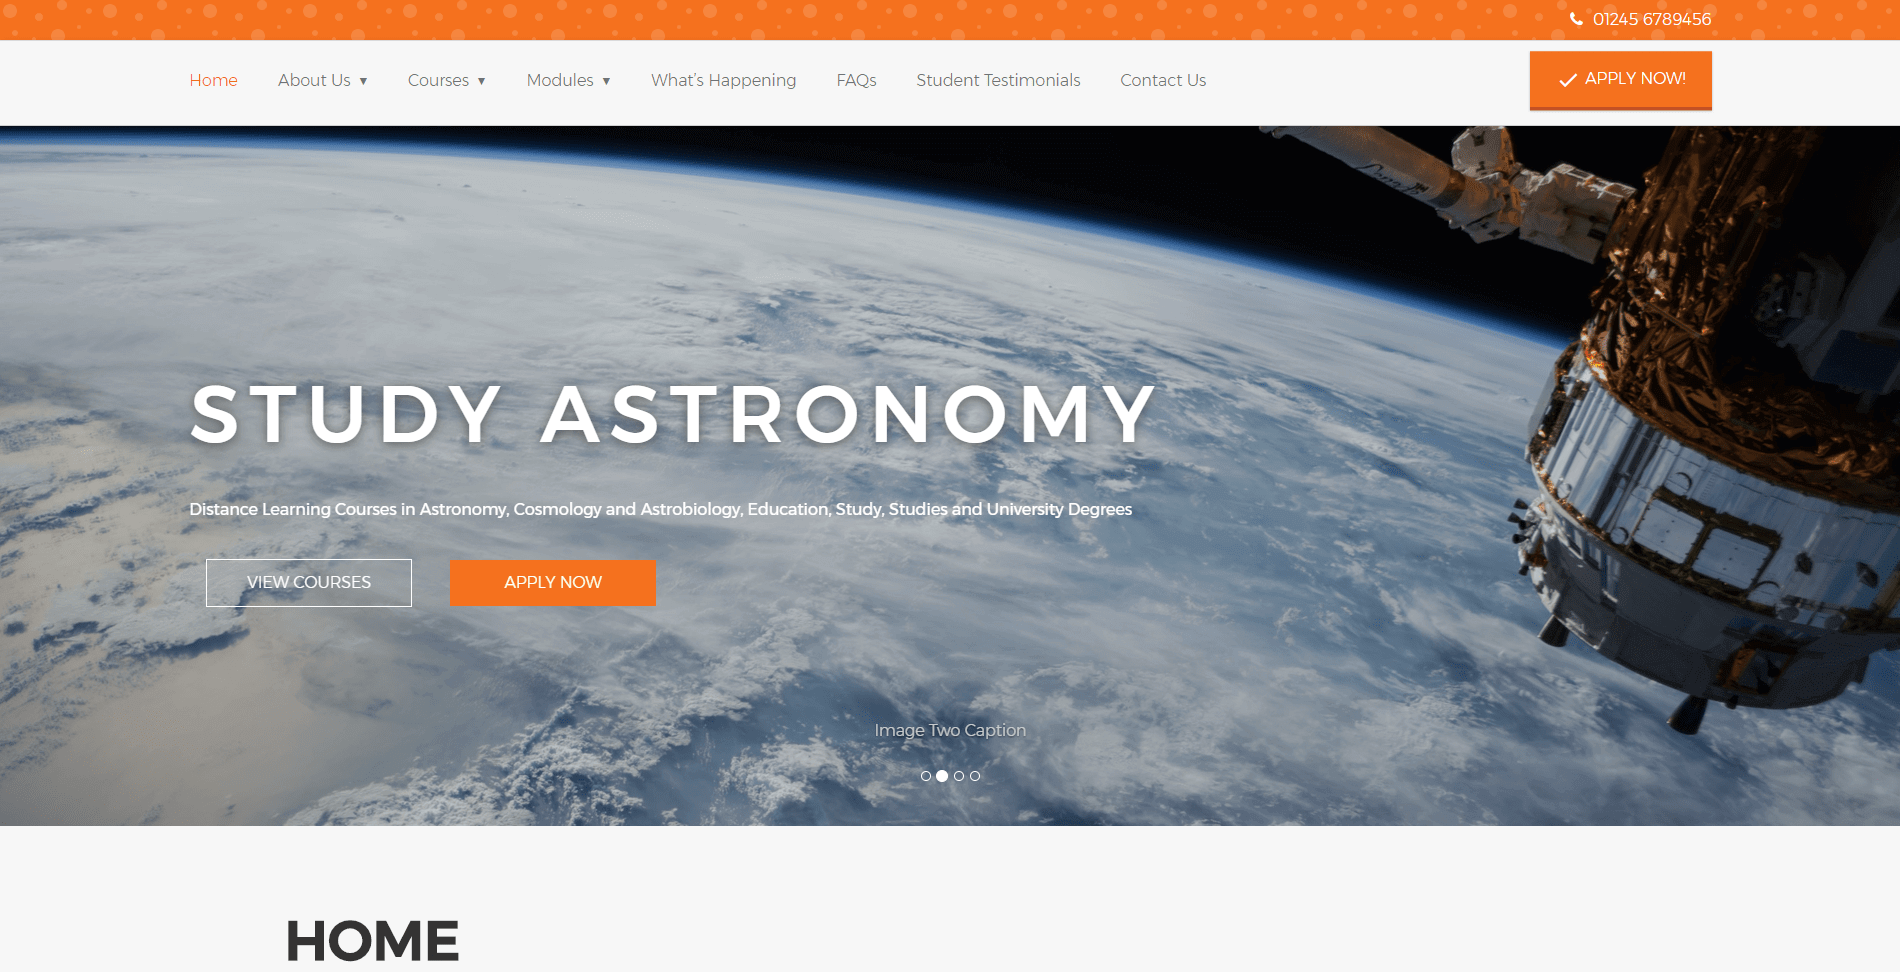 01245 6789456
Home About Us ▼ Courses ▼ Modules ▼ What's Happening FAQs Student Testimonials Contact Us APPLY NOW!
STUDY ASTRONOMY
Distance Learning Courses in Astronomy, Cosmology and Astrobiology, Education, Study, Studies and University Degrees
VIEW COURSES APPLY NOW
Image Two Caption
HOME